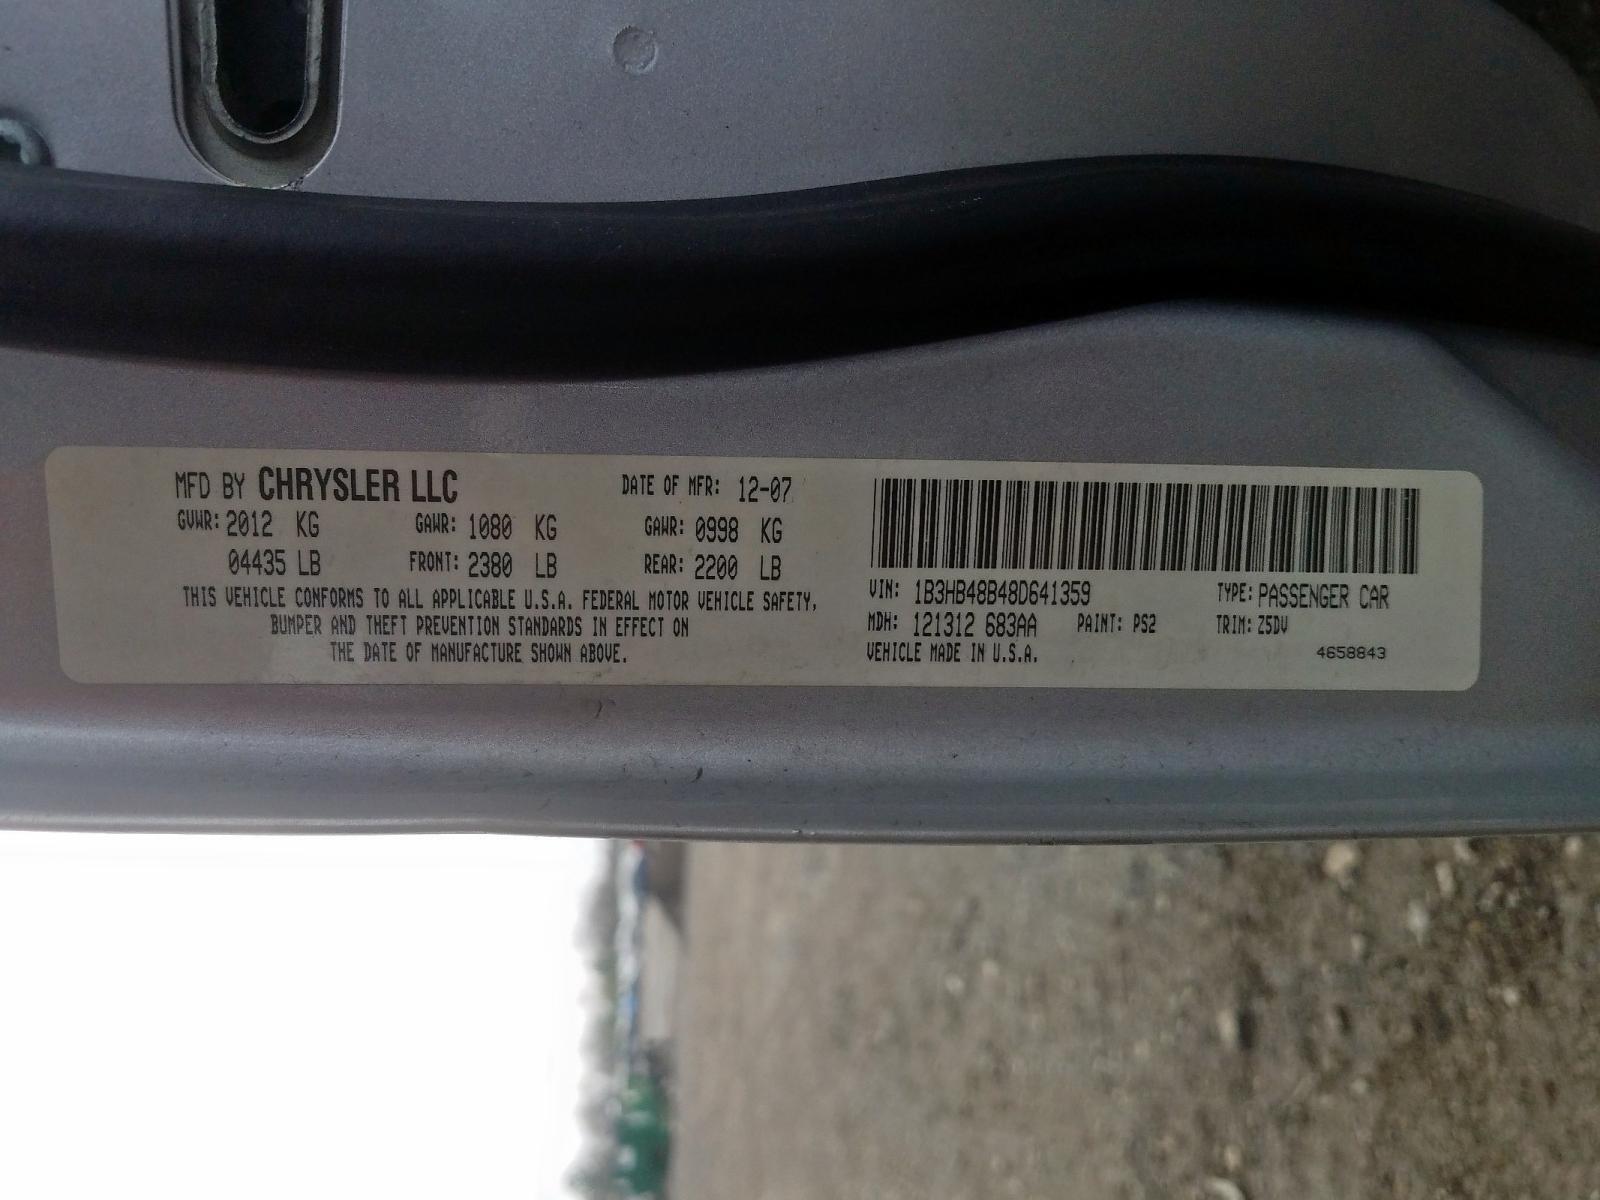 MFD BY CHRYSLER LLC DATE OF MFR: 12-07
GVWR: 2012 KG GAWR: 1080 KG GAWR: 0998 KG
04435 LB FRONT: 2380 LB REAR: 2200 LB
THIS VEHICLE CONFORMS TO ALL APPLICABLE U.S.A. FEDERAL MOTOR VEHICLE SAFETY,
BUMPER AND THEFT PREVENTION STANDARDS IN EFFECT ON
THE DATE OF MANUFACTURE SHOWN ABOVE.
VIN: 1B3HB48B48D641359 TYPE: PASSENGER CAR
MDH: 121312 683AA PAINT: PS2 TRIM: Z5DV
VEHICLE MADE IN U.S.A. 4658843